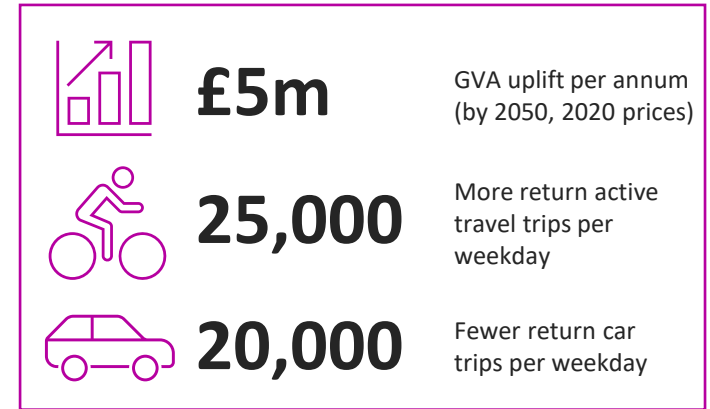 £5m
GVA uplift per annum
(by 2050, 2020 prices)
25,000
More return active
travel trips per
weekday
20,000
Fewer return car
trips per weekday